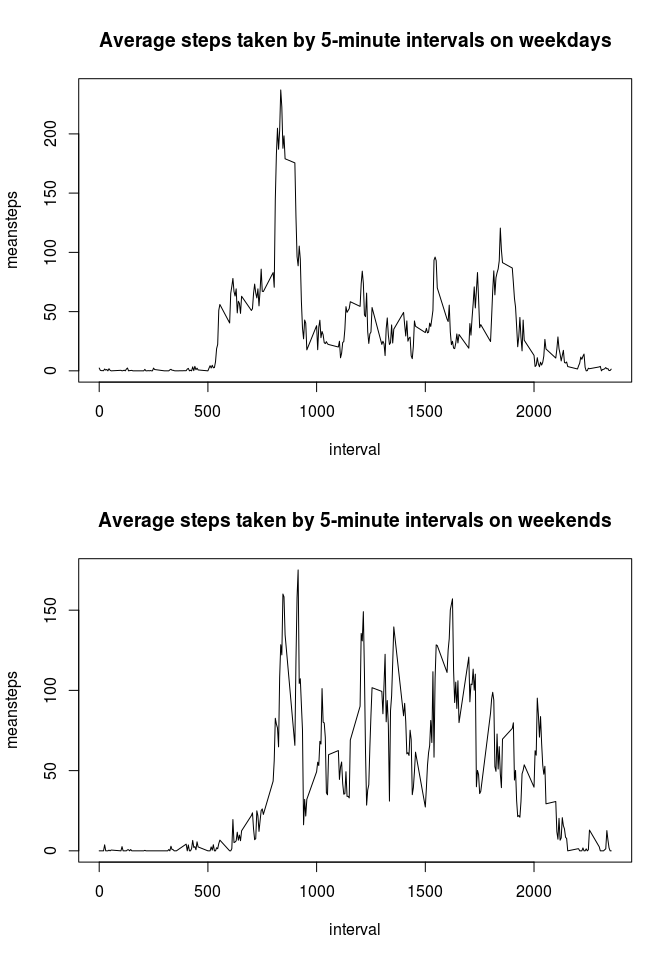 Average steps taken by 5-minute intervals on weekdays
meansteps
200
150
100
50
0
0 500 1000 1500 2000
interval
Average steps taken by 5-minute intervals on weekends
meansteps
150
100
50
0
0 500 1000 1500 2000
interval